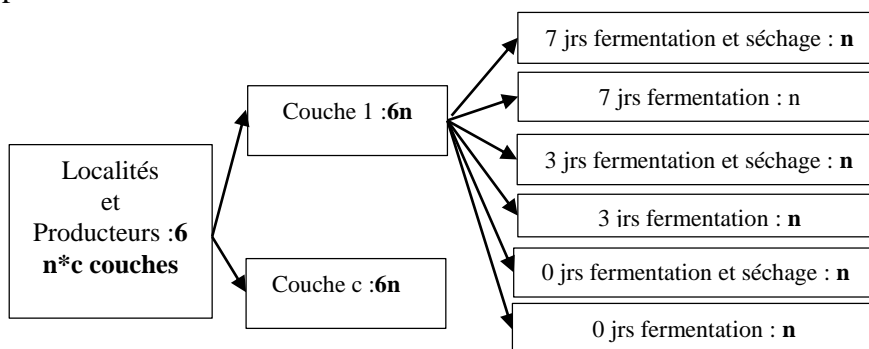 7 jrs fermentation et séchage : n
7 jrs fermentation : n
Couche 1 :6n
3 jrs fermentation et séchage : n
Localités
et
Producteurs :6
n*c couches
3 jrs fermentation : n
Couche c :6n
0 jrs fermentation et séchage : n
0 jrs fermentation : n